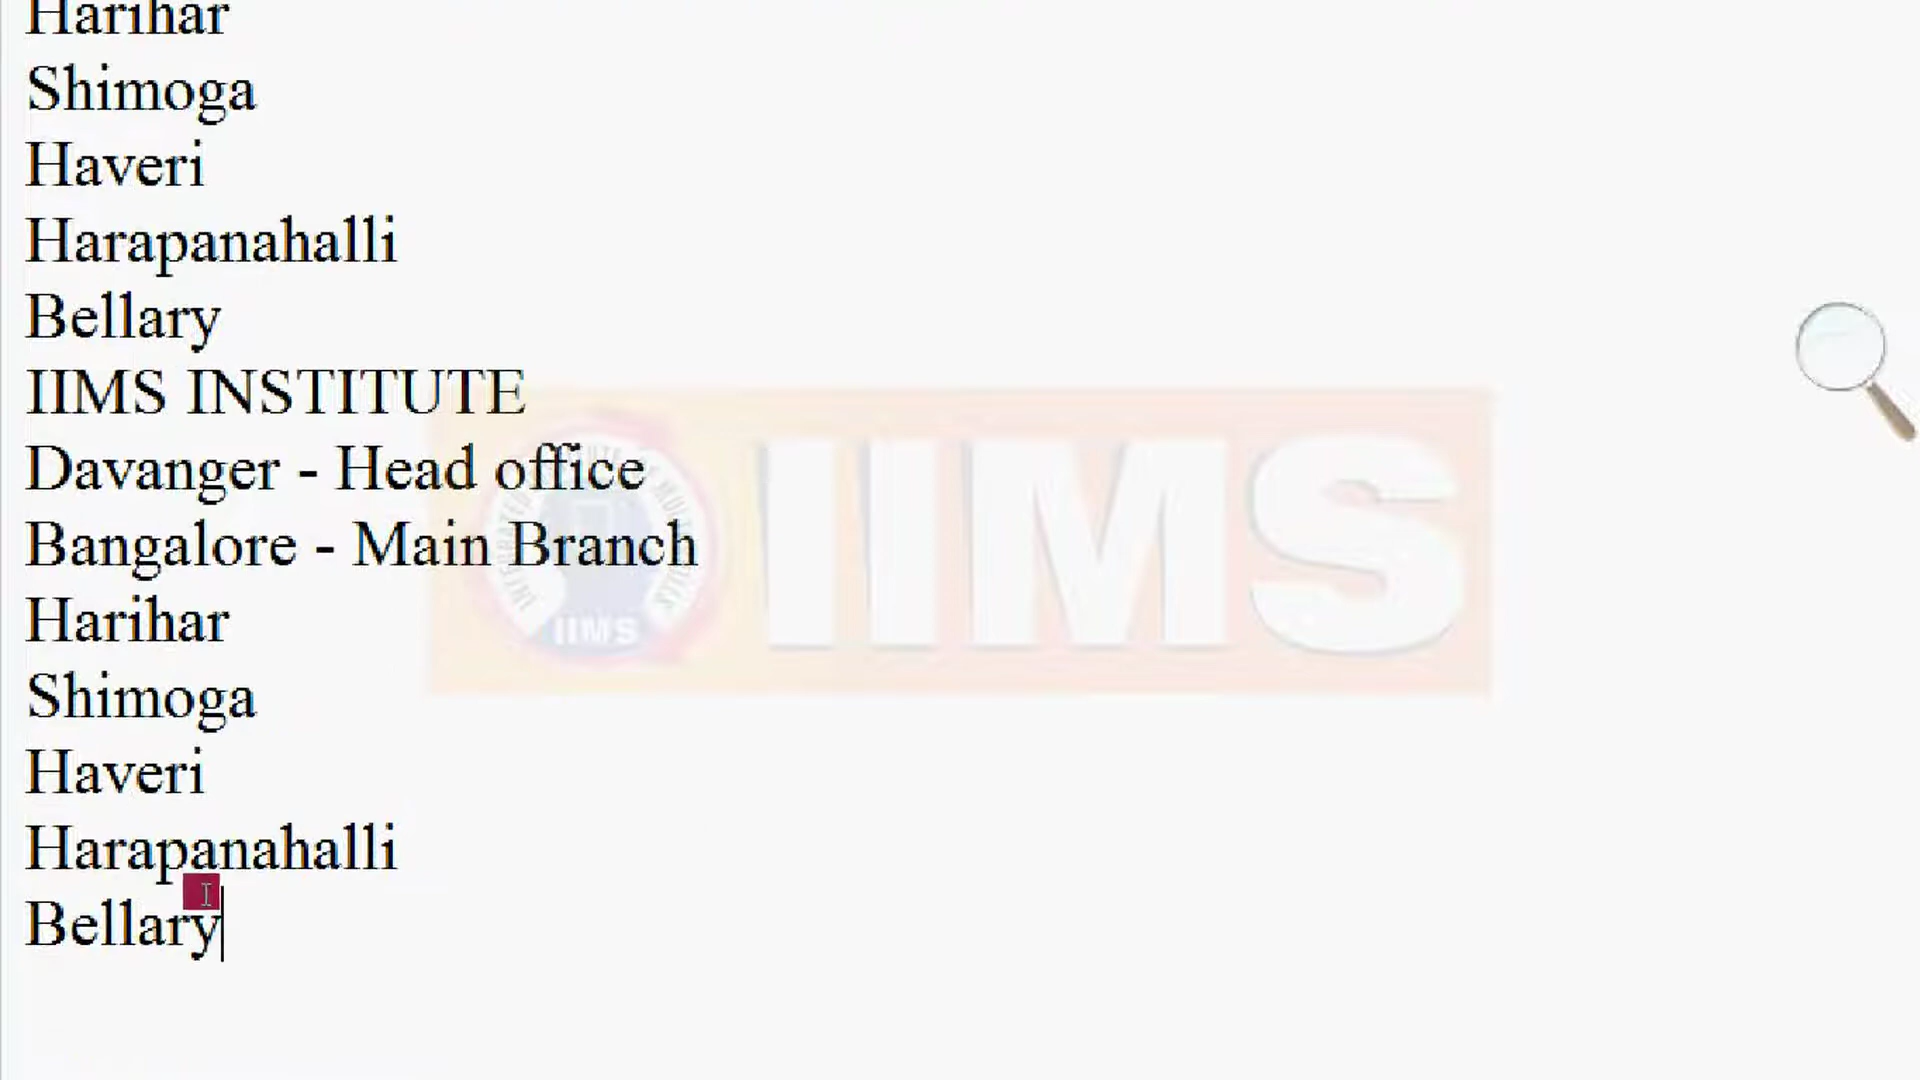 Harihar
Shimoga
Haveri
Harapanahalli
Bellary
IIMS INSTITUTE
Davanger - Head office
Bangalore - Main Branch
Harihar
Shimoga
Haveri
Harapanahalli
Bellary
IIMS
IIMS